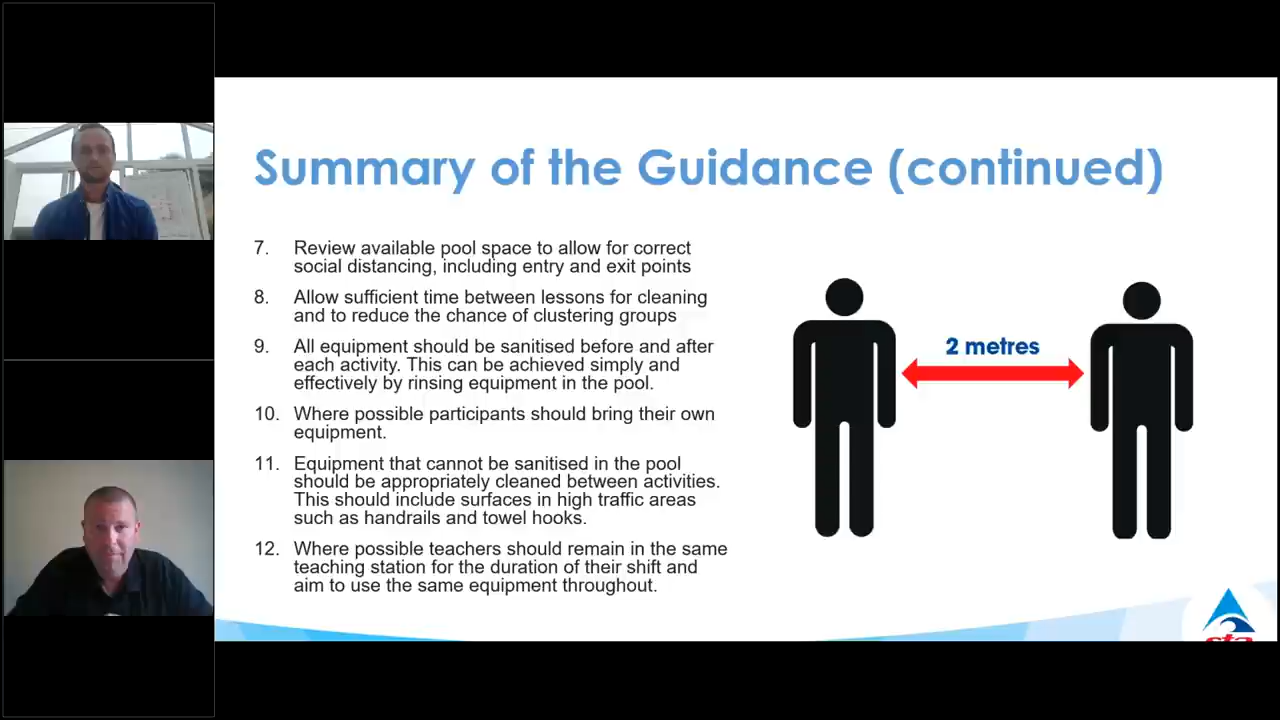 Summary of the Guidance (continued)
7. Review available pool space to allow for correct
social distancing, including entry and exit points
8. Allow sufficient time between lessons for cleaning
and to reduce the chance of clustering groups
9. All equipment should be sanitised before and after
each activity. This can be achieved simply and
effectively by rinsing equipment in the pool.
10. Where possible participants should bring their own
equipment.
11. Equipment that cannot be sanitised in the pool
should be appropriately cleaned between activities.
This should include surfaces in high traffic areas
such as handrails and towel hooks.
12. Where possible teachers should remain in the same
teaching station for the duration of their shift and
aim to use the same equipment throughout.
2 metres
sta